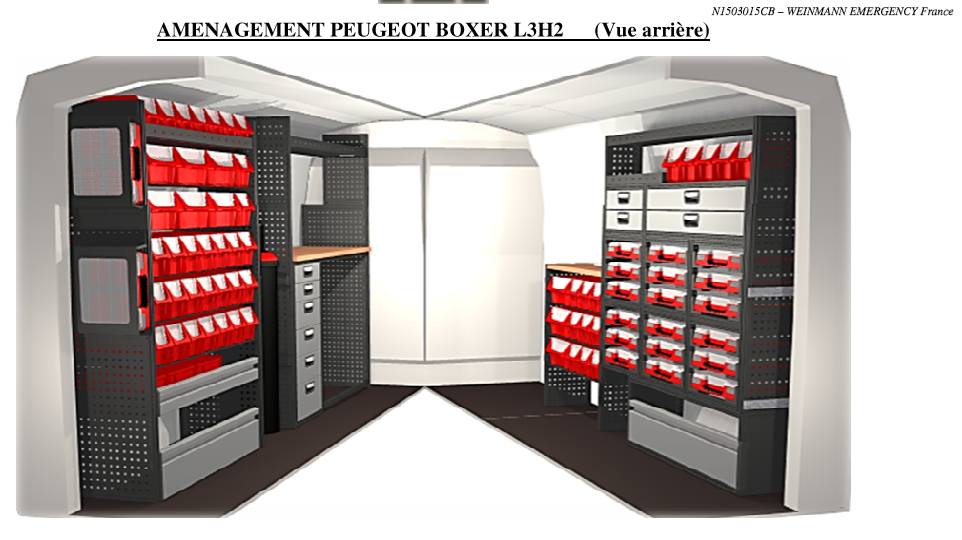 N1503015CB – WEINMANN EMERGENCY France
AMENAGEMENT PEUGEOT BOXER L3H2 (Vue arrière)